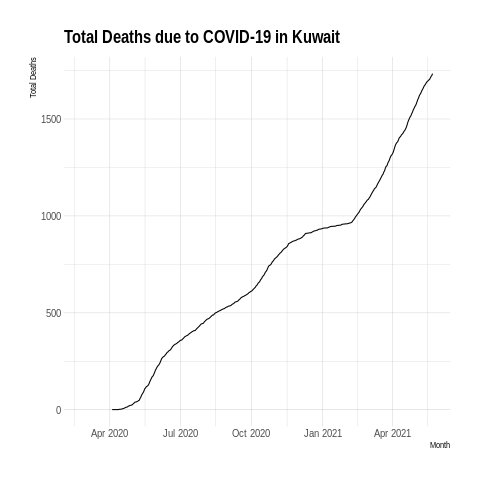 Total Deaths due to COVID-19 in Kuwait
Total Deaths
1500
1000
500
0
Apr 2020 Jul 2020 Oct 2020 Jan 2021 Apr 2021
Month